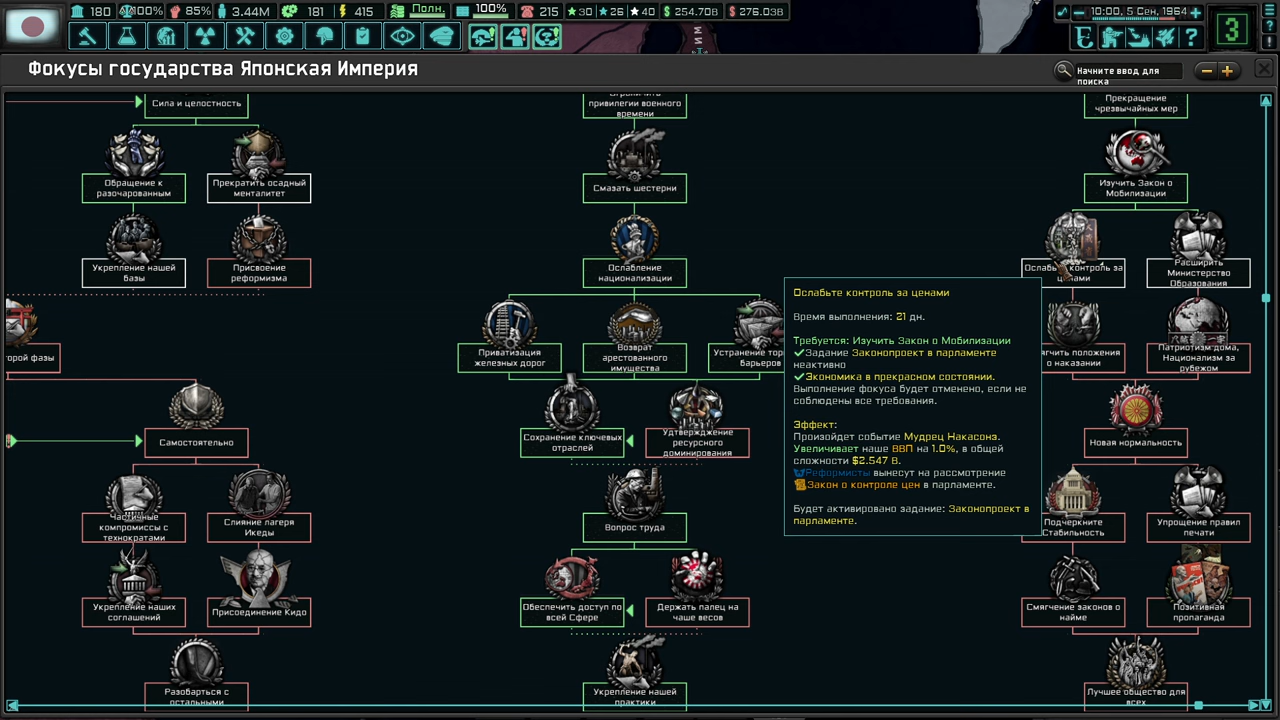 180
100%
85%
3.44M
181
415
Полн.
100%
215
30
26
40
$ 254.70B
$ 276.03B
10:00, 5 Сен, 1964
3
Фокусы государства Японская Империя
Начните ввод для
поиска
Сила и целостность
привилегии военного
времени
Прекращение
чрезвычайных мер
Обращение к
разочарованным
Прекратить осадный
менталитет
Смазать шестерни
Изучить Закон о
Мобилизации
Укрепление нашей
базы
Присвоение
реформизма
Ослабление
национализации
Расширить
Министерство
Образования
торой фазы
Приватизация
железных дорог
Возврат
арестованного
имущества
Устранение тор
барьеров
ягчить положения
о наказании
Патриотизм дома,
Национализм за
рубежом
Ослабьте контроль за ценами
Время выполнения: 21 дн.
Требуется: Изучить Закон о Мобилизации
Задание Законопроект в парламенте
неактивно
Экономика в прекрасном состоянии.
Выполнение фокуса будет отменено, если не
соблюдены все требования.
Эффект:
Произойдет событие Мудрец Накасонэ.
Увеличивает наше ВВП на 1.0%, в общей
сложности $2.547 B.
Реформисты вынесут на рассмотрение
Закон о контроле цен в парламенте.
Будет активировано задание: Законопроект в
парламенте.
Самостоятельно
Сохранение ключевых
отраслей
Удтверждение
ресурсного
доминирования
Новая нормальность
Частичные
компромиссы с
технократами
Слияние лагеря
Икеды
Вопрос труда
Подчеркните
Стабильность
Упрощение правил
печати
Укрепление наших
соглашений
Присоединение Кидо
Обеспечить доступ по
всей Сфере
Держать палец на
чаше весов
Смягчение законов о
найме
Позитивная
пропаганда
Разобраться с
остальными
Укрепление нашей
практики
Лучшее общество для
всех